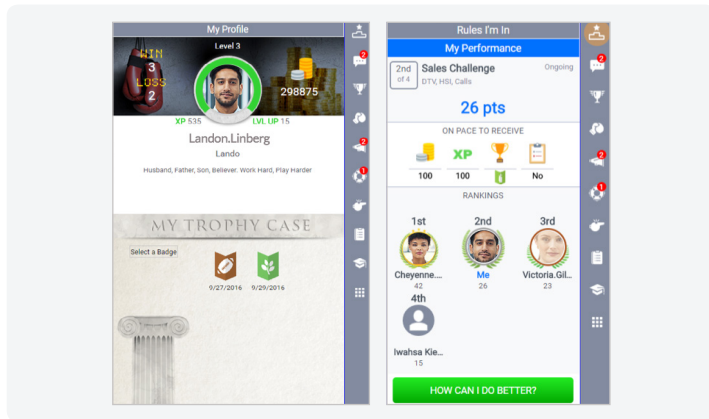 My Profile
WIN
3
LOSS
2
Level 3
298875
XP 535
LVL UP 15
Landon.Linberg
Lando
Husband, Father, Son, Believer. Work Hard, Play Harder
MY TROPHY CASE
Select a Badge
9/27/2016
9/29/2016
2
2
1
Rules I'm In
My Performance
2nd
of 4
Sales Challenge
Ongoing
DTV, HSI, Calls
26 pts
ON PACE TO RECEIVE
XP
100
100
No
RANKINGS
1st
2nd
3rd
Cheyenne....
Me
Victoria.Gil...
42
26
23
4th
Iwahsa Kie...
15
HOW CAN I DO BETTER?
2
2
1